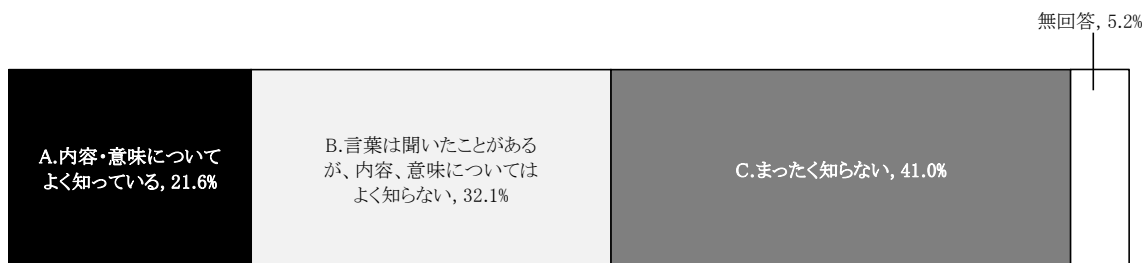 無回答, 5.2%
A.内容・意味について
よく知っている, 21.6%
B.言葉は聞いたことがある
が、内容、意味については
よく知らない, 32.1%
C.まったく知らない, 41.0%